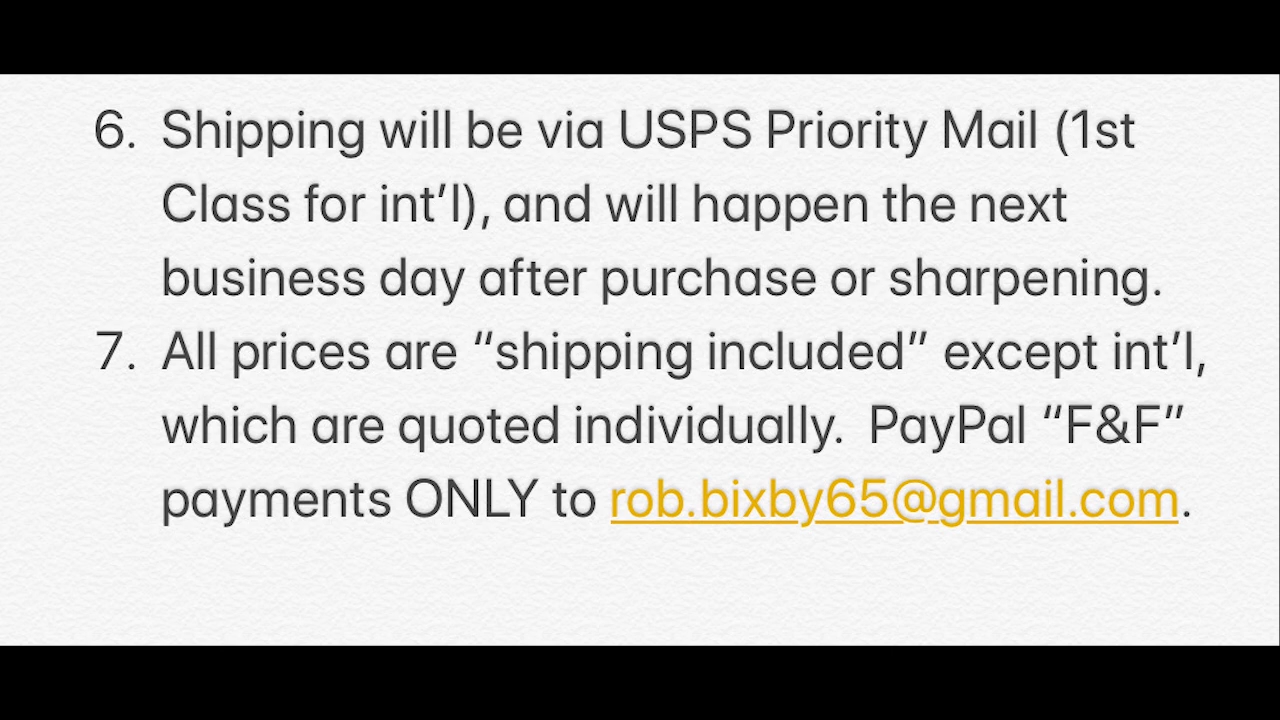 6. Shipping will be via USPS Priority Mail (1st
Class for int’l), and will happen the next
business day after purchase or sharpening.
7. All prices are “shipping included” except int’l,
which are quoted individually.  PayPal “F&F”
payments ONLY to rob.bixby65@gmail.com.